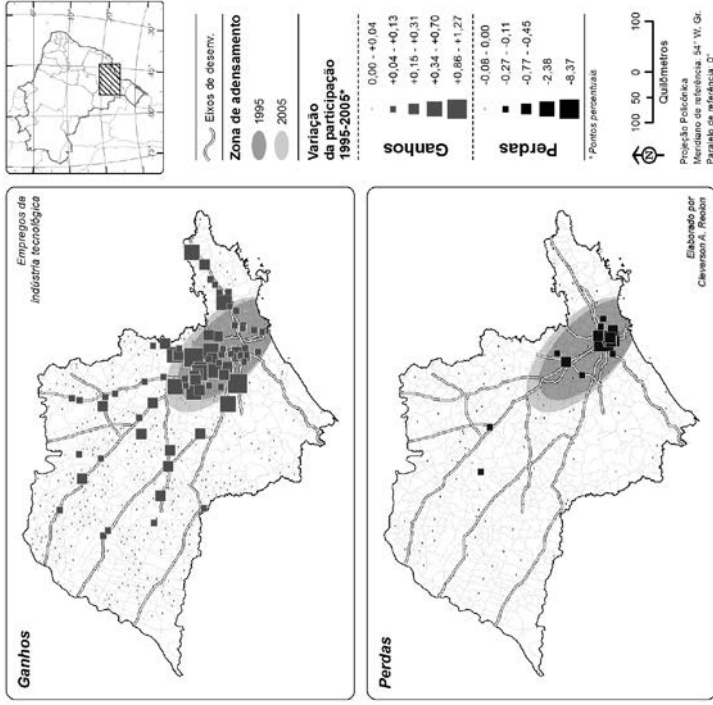 Ganhos
Empregos de
indústria tecnológica
Perdas
Elaborado por
Cleverson A. Reolon
Eixos de desenv.
Zona de adensamento
1995
2005
Variação
da participação
1995-2005*
Ganhos
0,00 - +0,04
+0,04 - +0,13
+0,15 - +0,31
+0,34 - +0,70
+0,86 - +1,27
Perdas
-0,08 - 0,00
-0,27 - -0,11
-0,77 - -0,45
-2,38
-8,37
* Pontos percentuais
N
100 0 100
Quilômetros
Projeção Policônica
Meridiano de referência: 54° W. Gr.
Paralelo de referência: 0°